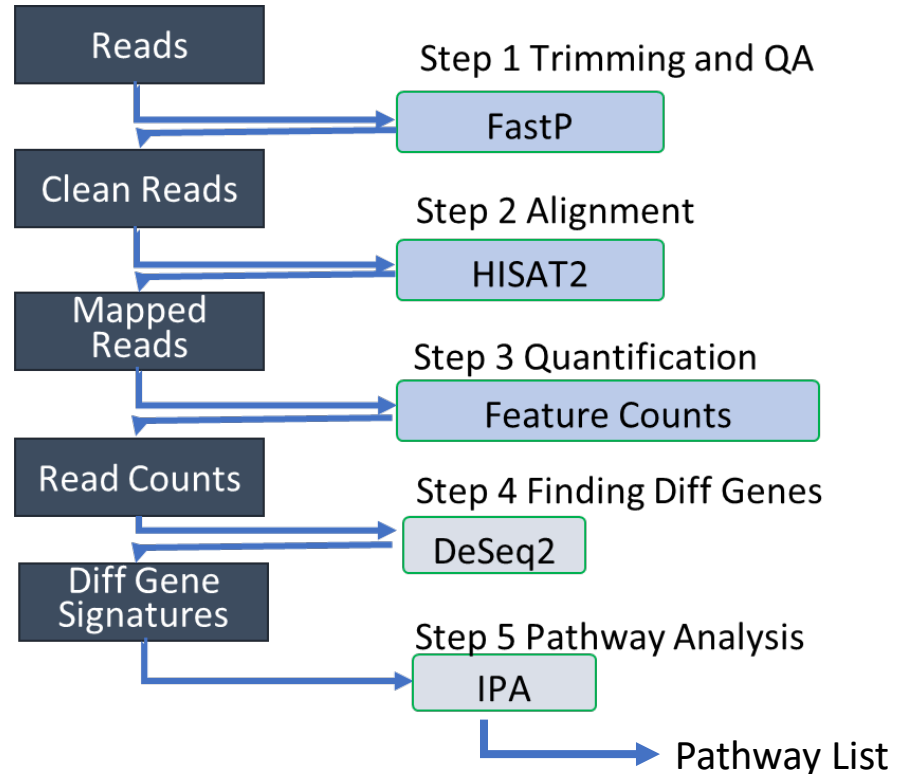 Reads
Step 1 Trimming and QA
FastP
Clean Reads
Step 2 Alignment
HISAT2
Mapped
Reads
Step 3 Quantification
Feature Counts
Read Counts
Step 4 Finding Diff Genes
DeSeq2
Diff Gene
Signatures
Step 5 Pathway Analysis
IPA
Pathway List